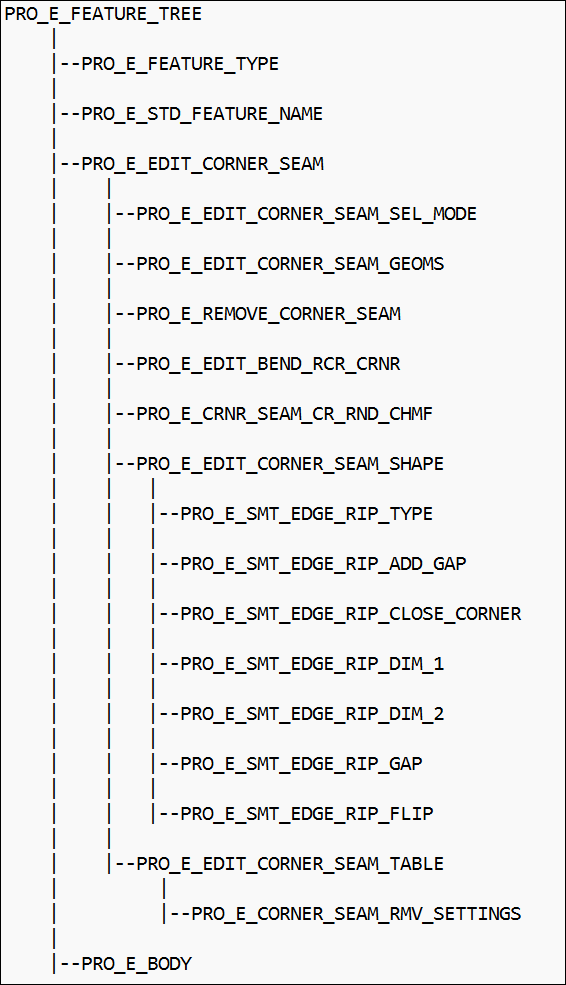 PRO_E_FEATURE_TREE
|--PRO_E_FEATURE_TYPE
|--PRO_E_STD_FEATURE_NAME
|--PRO_E_EDIT_CORNER_SEAM
|--PRO_E_EDIT_CORNER_SEAM_SEL_MODE
|--PRO_E_EDIT_CORNER_SEAM_GEOMS
|--PRO_E_REMOVE_CORNER_SEAM
|--PRO_E_EDIT_BEND_RCR_CRNR
|--PRO_E_CRNR_SEAM_CR_RND_CHMF
|--PRO_E_EDIT_CORNER_SEAM_SHAPE
|--PRO_E_SMT_EDGE_RIP_TYPE
|--PRO_E_SMT_EDGE_RIP_ADD_GAP
|--PRO_E_SMT_EDGE_RIP_CLOSE_CORNER
|--PRO_E_SMT_EDGE_RIP_DIM_1
|--PRO_E_SMT_EDGE_RIP_DIM_2
|--PRO_E_SMT_EDGE_RIP_GAP
|--PRO_E_SMT_EDGE_RIP_FLIP
|--PRO_E_EDIT_CORNER_SEAM_TABLE
|--PRO_E_CORNER_SEAM_RMV_SETTINGS
|--PRO_E_BODY